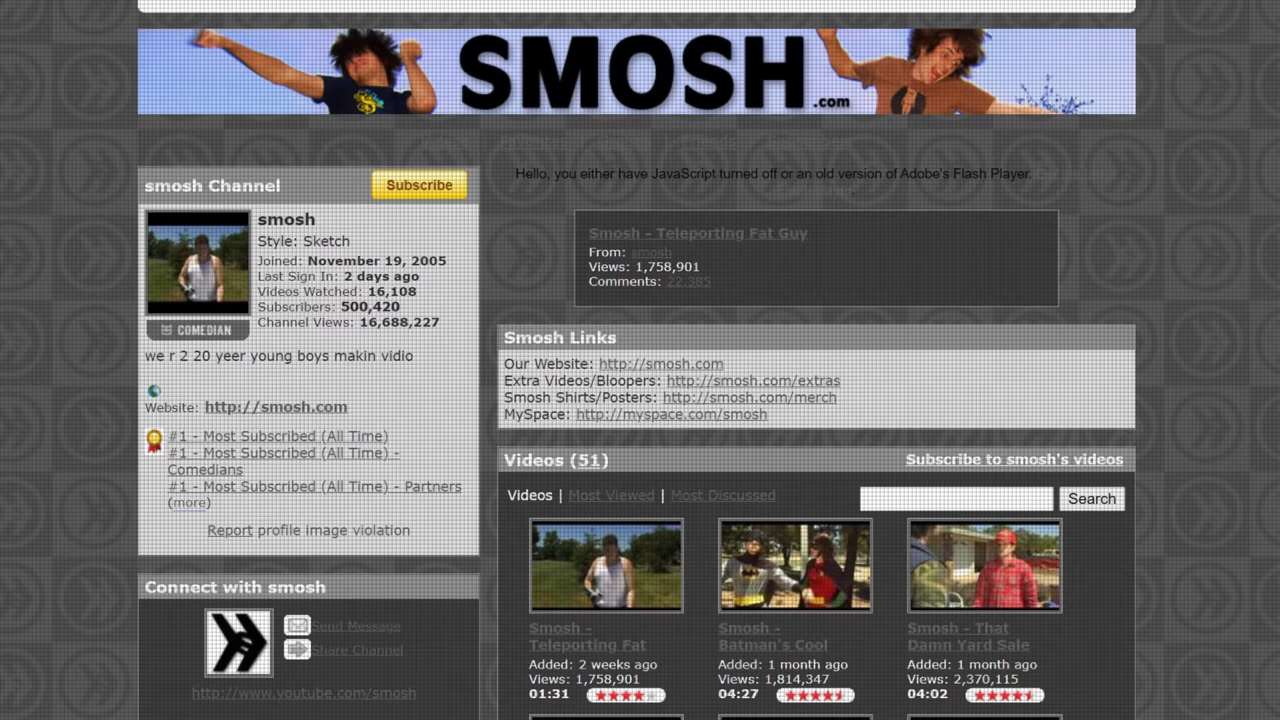 SMOSH.com
smosh Channel
Subscribe
smosh
Style: Sketch
Joined: November 19, 2005
Last Sign In: 2 days ago
Videos Watched: 16,108
Subscribers: 500,420
Channel Views: 16,688,227
COMEDIAN
we r 2 20 yeer young boys makin vidio
Website: http://smosh.com
#1 - Most Subscribed (All Time)
#1 - Most Subscribed (All Time) -
Comedians
#1 - Most Subscribed (All Time) - Partners
(more)
Report profile image violation
Connect with smosh
Send Message
Share Channel
http://www.youtube.com/smosh
Hello, you either have JavaScript turned off or an old version of Adobe's Flash Player.
Smosh - Teleporting Fat Guy
From: smosh
Views: 1,758,901
Comments: 22,385
Smosh Links
Our Website: http://smosh.com
Extra Videos/Bloopers: http://smosh.com/extras
Smosh Shirts/Posters: http://smosh.com/merch
MySpace: http://myspace.com/smosh
Videos (51)
Subscribe to smosh's videos
Videos | Most Viewed | Most Discussed
Search
Smosh -
Teleporting Fat
Added: 2 weeks ago
Views: 1,758,901
01:31
Smosh -
Batman's Cool
Added: 1 month ago
Views: 1,814,347
04:27
Smosh - That
Damn Yard Sale
Added: 1 month ago
Views: 2,370,115
04:02